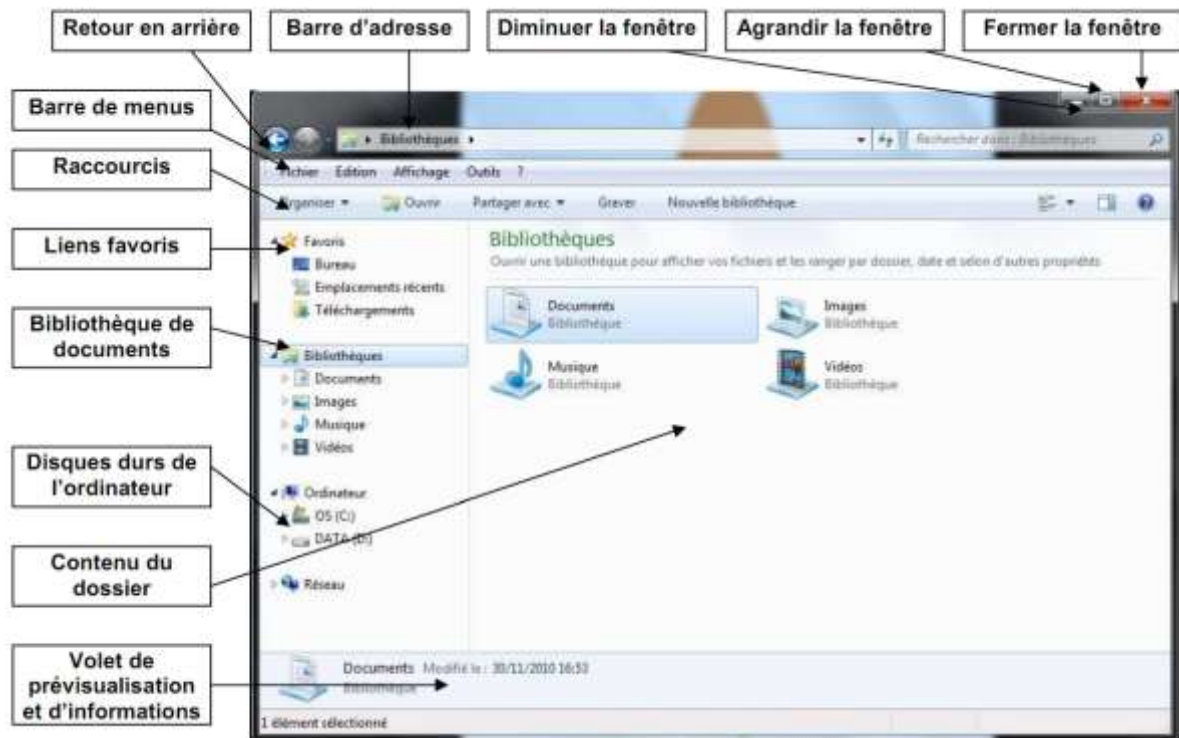 Retour en arrière
Barre d'adresse
Diminuer la fenêtre
Agrandir la fenêtre
Fermer la fenêtre
Barre de menus
Raccourcis
Liens favoris
Bibliothèque de
documents
Disques durs de
l'ordinateur
Contenu du
dossier
Volet de
prévisualisation
et d'informations
Bibliothèques
Rechercher dans : Bibliothèques
Fichier Edition Affichage Outils ?
Organiser Ouvrir Partager avec Graver Nouvelle bibliothèque
Favoris
Bureau
Emplacements récents
Téléchargements
Bibliothèques
Documents
Images
Musique
Vidéos
Ordinateur
OS (C:)
DATA (D:)
Réseau
Bibliothèques
Ouvrir une bibliothèque pour afficher vos fichiers et les ranger par dossier, date et selon d'autres propriétés
Documents
Bibliothèque
Images
Bibliothèque
Musique
Bibliothèque
Vidéos
Bibliothèque
Documents Modifié le : 30/11/2010 16:53
Bibliothèque
1 élément sélectionné